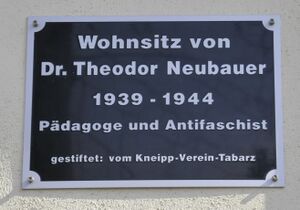 Wohnsitz von
Dr. Theodor Neubauer
1939 - 1944
Pädagoge und Antifaschist
gestiftet: vom Kneipp-Verein-Tabarz